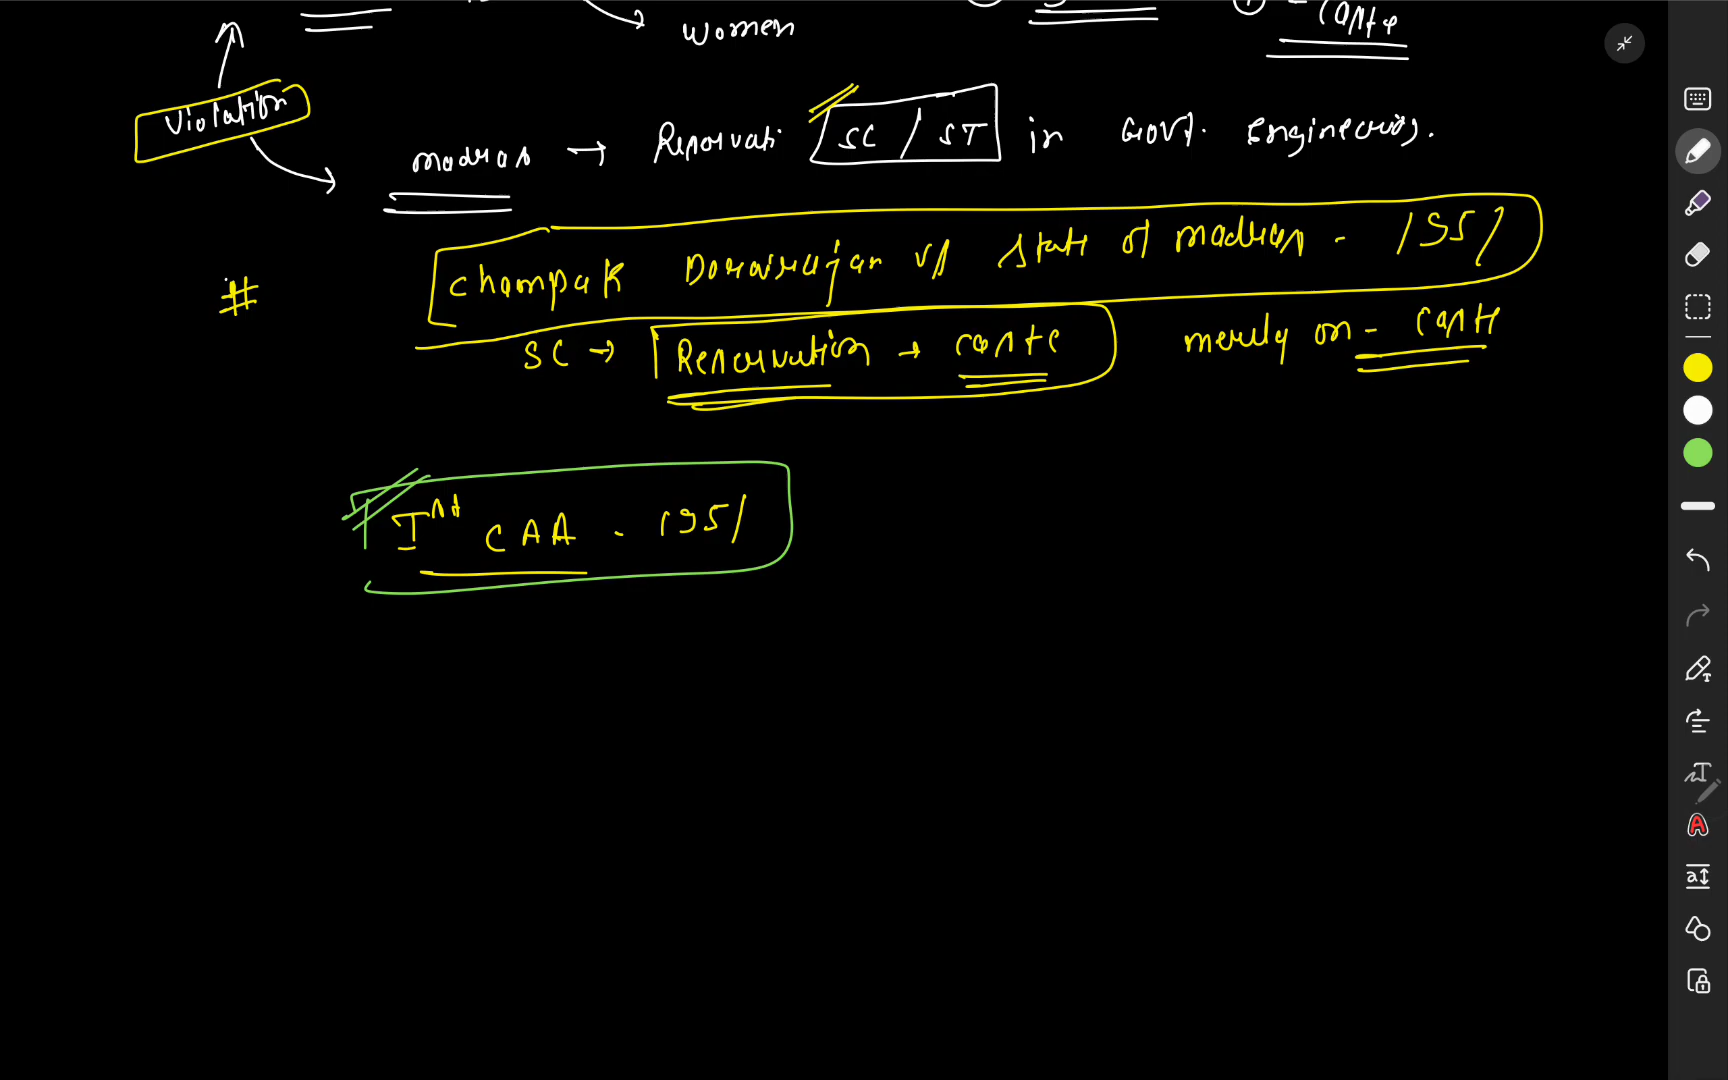 women
caste
Violation
madras → Reservati SC / ST in Govt. Engineering.
# Champak Dorairajan v/s State of madras - 1951
SC → Reservation → caste merely on - caste
Ist CAA - 1951